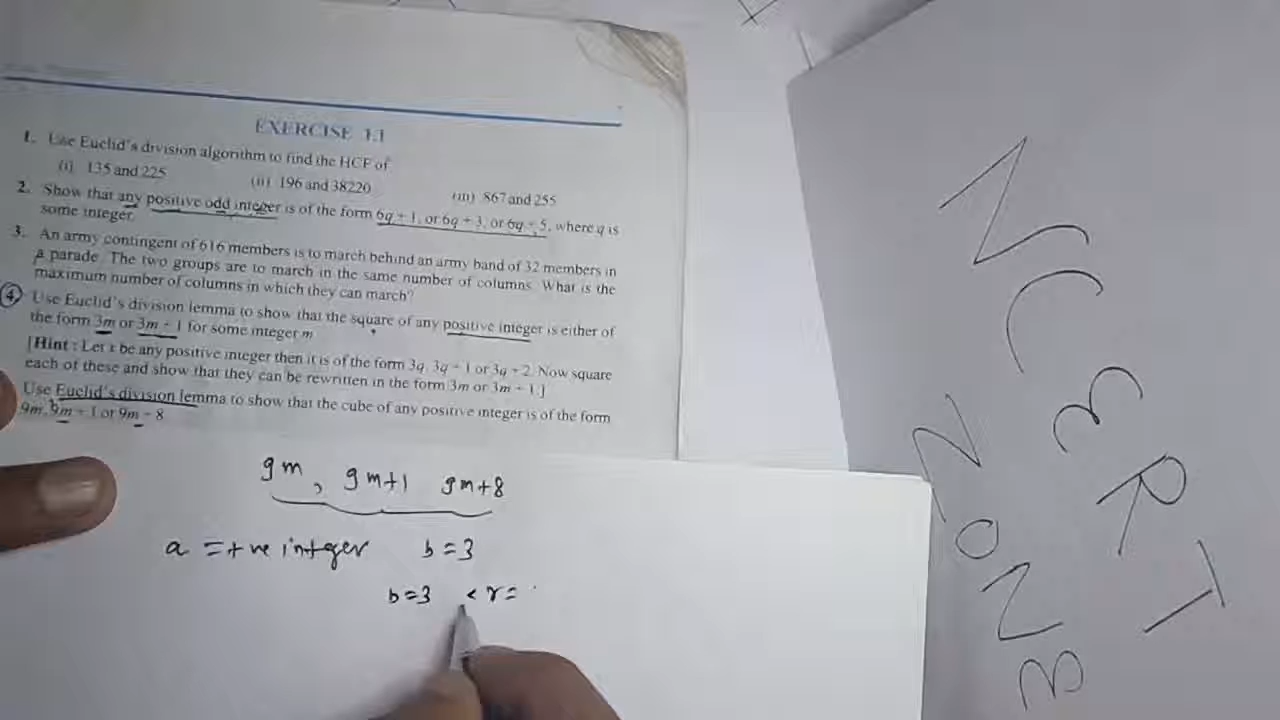 EXERCISE 1.1
1. Use Euclid's division algorithm to find the HCF of
(i) 135 and 225 (ii) 196 and 38220 (iii) 867 and 255
2. Show that any positive odd integer is of the form 6q + 1, or 6q + 3, or 6q + 5, where q is
some integer.
3. An army contingent of 616 members is to march behind an army band of 32 members in
a parade. The two groups are to march in the same number of columns. What is the
maximum number of columns in which they can march?
4. Use Euclid's division lemma to show that the square of any positive integer is either of
the form 3m or 3m + 1 for some integer m
[Hint : Let x be any positive integer then it is of the form 3q, 3q + 1 or 3q + 2. Now square
each of these and show that they can be rewritten in the form 3m or 3m + 1.]
Use Euclid's division lemma to show that the cube of any positive integer is of the form
9m, 9m + 1 or 9m + 8
9m, 9m+1 9m+8
a = +ve intger b = 3
b=3 < r =
NCERT
ZONE